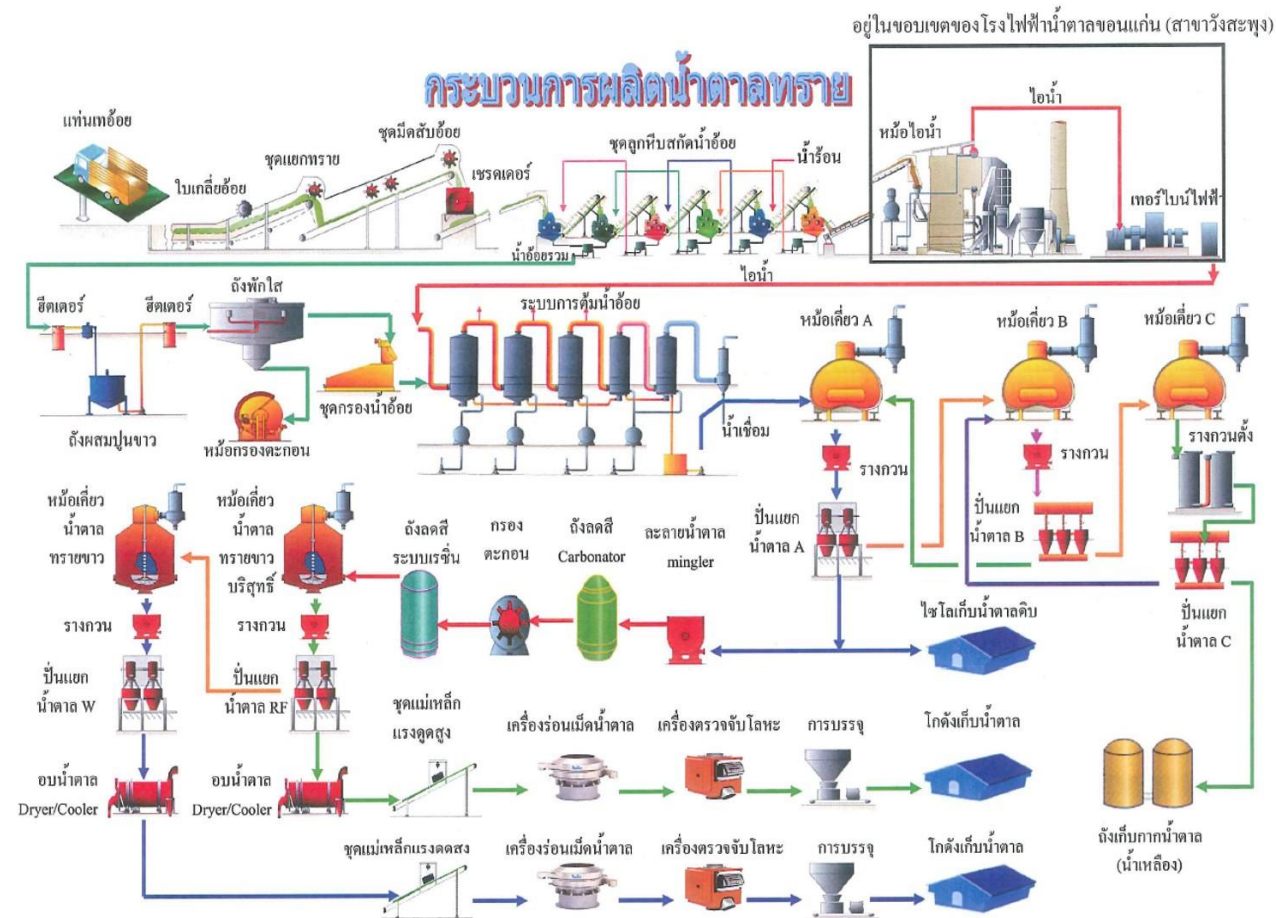 อยู่ในขอบเขตของโรงไฟฟ้าน้ำตาลขอนแก่น (สาขาวังสะพุง)
กระบวนการผลิตน้ำตาลทราย
แท่นเทอ้อย
ใบเกลี่ยอ้อย
ชุดแยกทราย
ชุดมีดสับอ้อย
เชรดเดอร์
ชุดลูกหีบสกัดน้ำอ้อย
น้ำร้อน
น้ำอ้อยรวม
หม้อไอน้ำ
ไอน้ำ
เทอร์ไบน์ไฟฟ้า
ไอน้ำ
ฮีตเตอร์
ฮีตเตอร์
ถังพักใส
ถังผสมปูนขาว
หม้อกรองตะกอน
ชุดกรองน้ำอ้อย
ระบบการต้มน้ำอ้อย
น้ำเชื่อม
หม้อเคี่ยว A
หม้อเคี่ยว B
หม้อเคี่ยว C
รางกวน
รางกวน
รางกวนตั้ง
ปั่นแยก
น้ำตาล A
ปั่นแยก
น้ำตาล B
ปั่นแยก
น้ำตาล C
หม้อเคี่ยว
น้ำตาล
ทรายขาว
หม้อเคี่ยว
น้ำตาล
ทรายขาว
บริสุทธิ์
ถังลดสี
ระบบเรซิ่น
กรอง
ตะกอน
ถังลดสี
Carbonator
ละลายน้ำตาล
mingler
ไซโลเก็บน้ำตาลดิบ
รางกวน
รางกวน
ปั่นแยก
น้ำตาล W
ปั่นแยก
น้ำตาล RF
อบน้ำตาล
Dryer/Cooler
อบน้ำตาล
Dryer/Cooler
ชุดแม่เหล็ก
แรงดูดสูง
เครื่องร่อนเม็ดน้ำตาล
เครื่องตรวจจับโลหะ
การบรรจุ
โกดังเก็บน้ำตาล
ชุดแม่เหล็กแรงดูดสูง
เครื่องร่อนเม็ดน้ำตาล
เครื่องตรวจจับโลหะ
การบรรจุ
โกดังเก็บน้ำตาล
ถังเก็บกากน้ำตาล
(น้ำเหลือง)